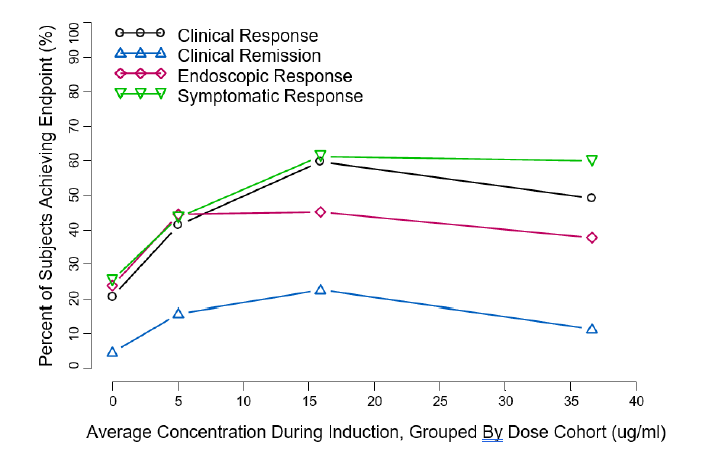 Clinical Response
Clinical Remission
Endoscopic Response
Symptomatic Response
Percent of Subjects Achieving Endpoint (%)
100
90
80
70
60
50
40
30
20
10
0
0 5 10 15 20 25 30 35 40
Average Concentration During Induction, Grouped By Dose Cohort (ug/ml)